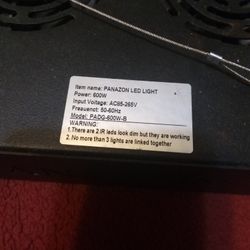 Item name: PANAZON LED LIGHT
Power: 600W
Input Voltage: AC85-265V
Frequenct: 50-60Hz
Model: PADG-600W-B
WARNING:
1.There are 2 IR leds look dim but they are working
2. No more than 3 lights are linked together